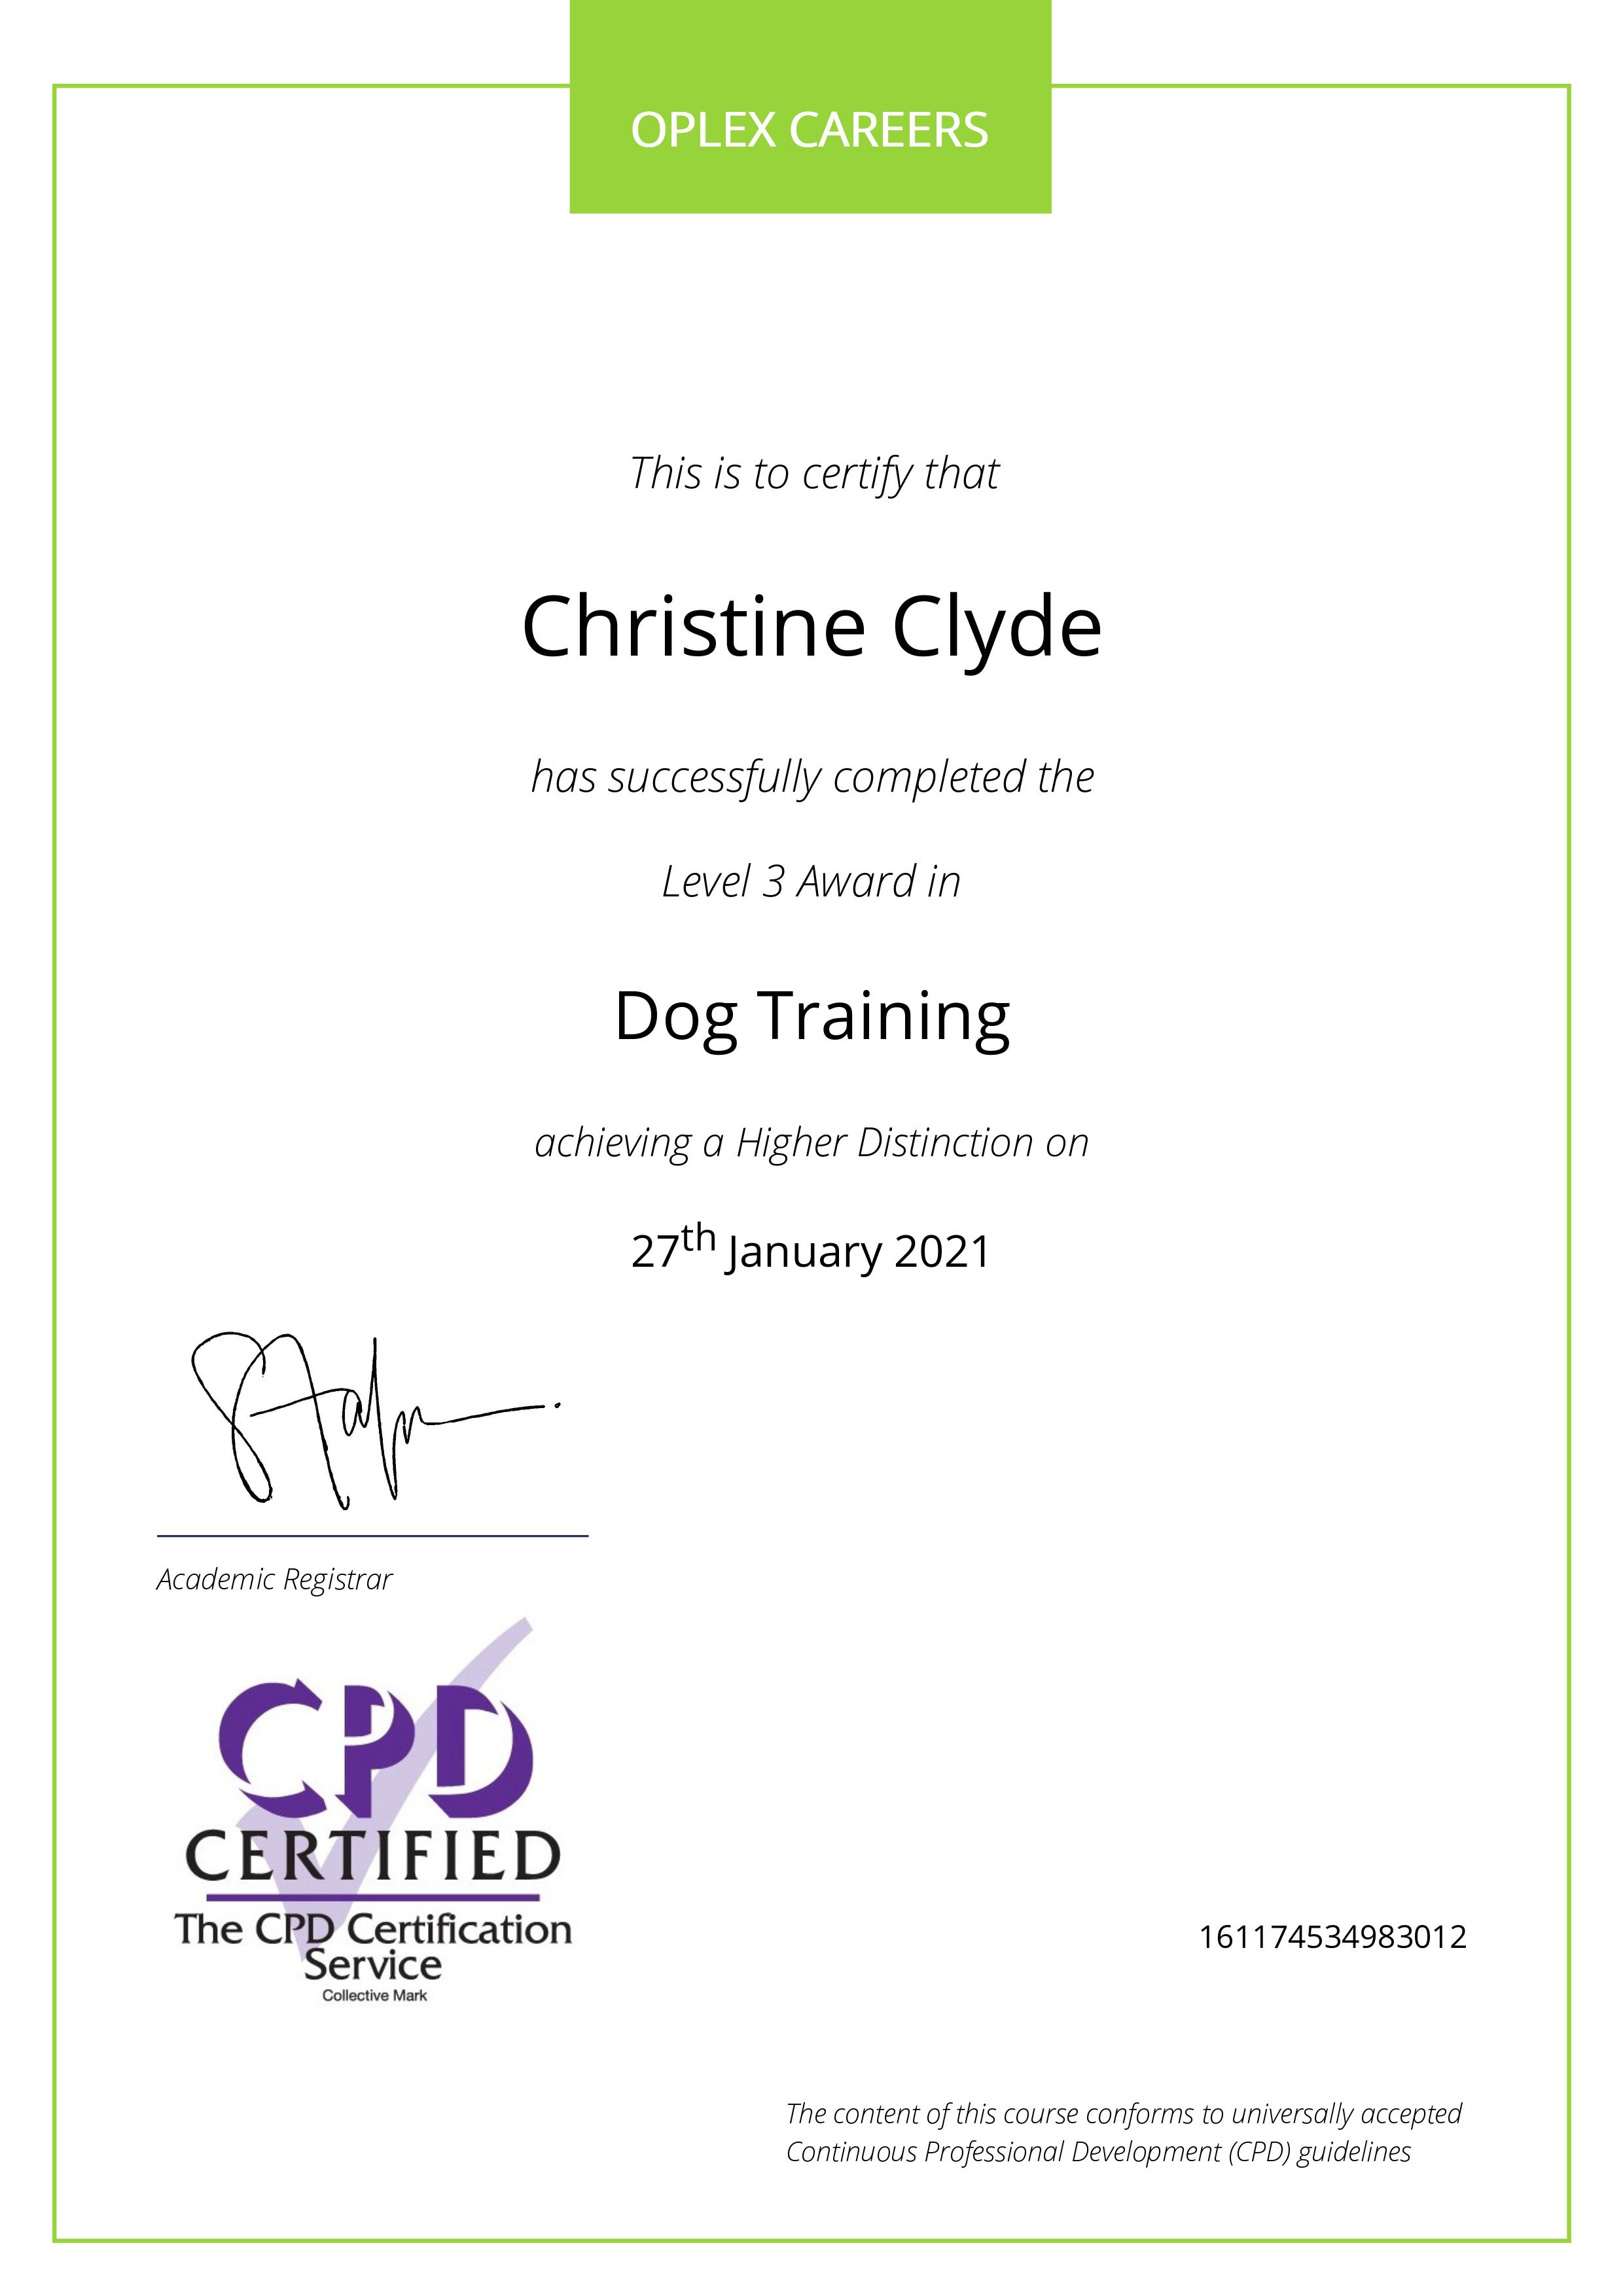 OPLEX CAREERS
This is to certify that
Christine Clyde
has successfully completed the
Level 3 Award in
Dog Training
achieving a Higher Distinction on
27th January 2021
Academic Registrar
CPD
CERTIFIED
The CPD Certification
Service
Collective Mark
161174534983012
The content of this course conforms to universally accepted
Continuous Professional Development (CPD) guidelines